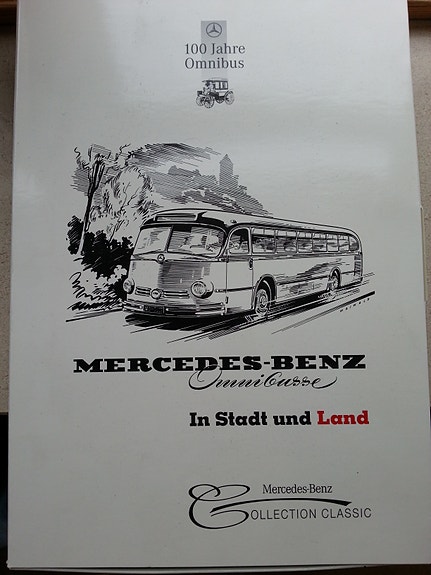 100 Jahre
Omnibus
MERCEDES-BENZ
Omnibusse
In Stadt und Land
Mercedes-Benz
COLLECTION CLASSIC